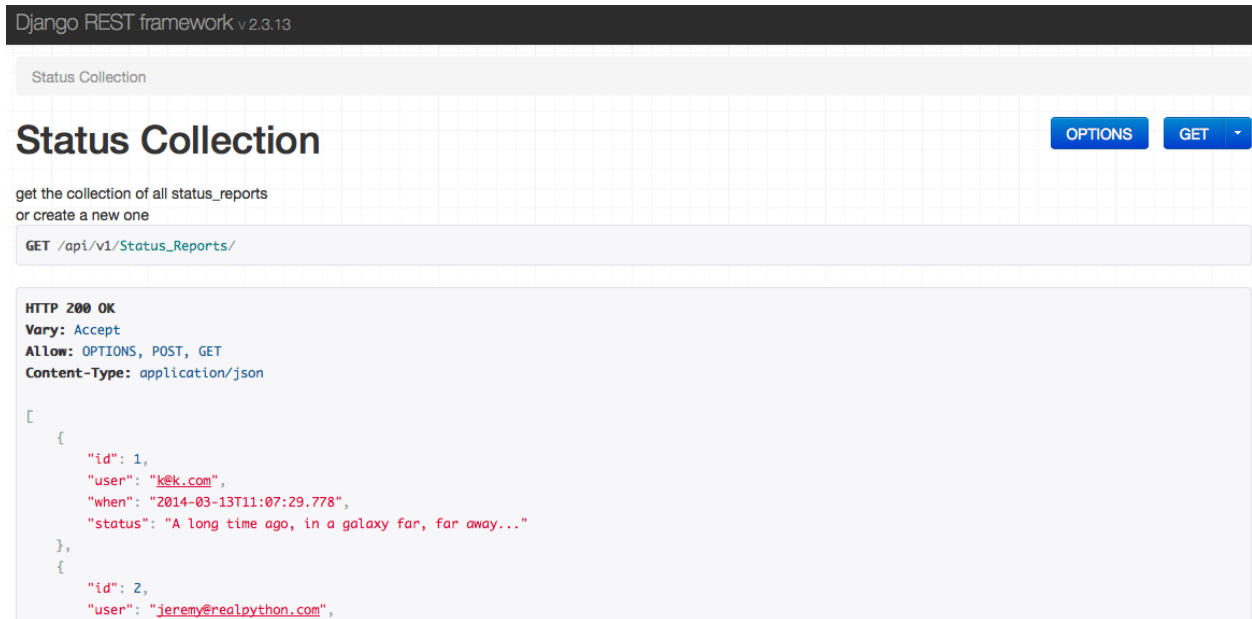 Django REST framework v 2.3.13
Status Collection
Status Collection
OPTIONS
GET
get the collection of all status_reports
or create a new one
GET /api/v1/Status_Reports/
HTTP 200 OK
Vary: Accept
Allow: OPTIONS, POST, GET
Content-Type: application/json
[
    {
        "id": 1,
        "user": "k@k.com",
        "when": "2014-03-13T11:07:29.778",
        "status": "A long time ago, in a galaxy far, far away..."
    },
    {
        "id": 2,
        "user": "jeremy@realpython.com",